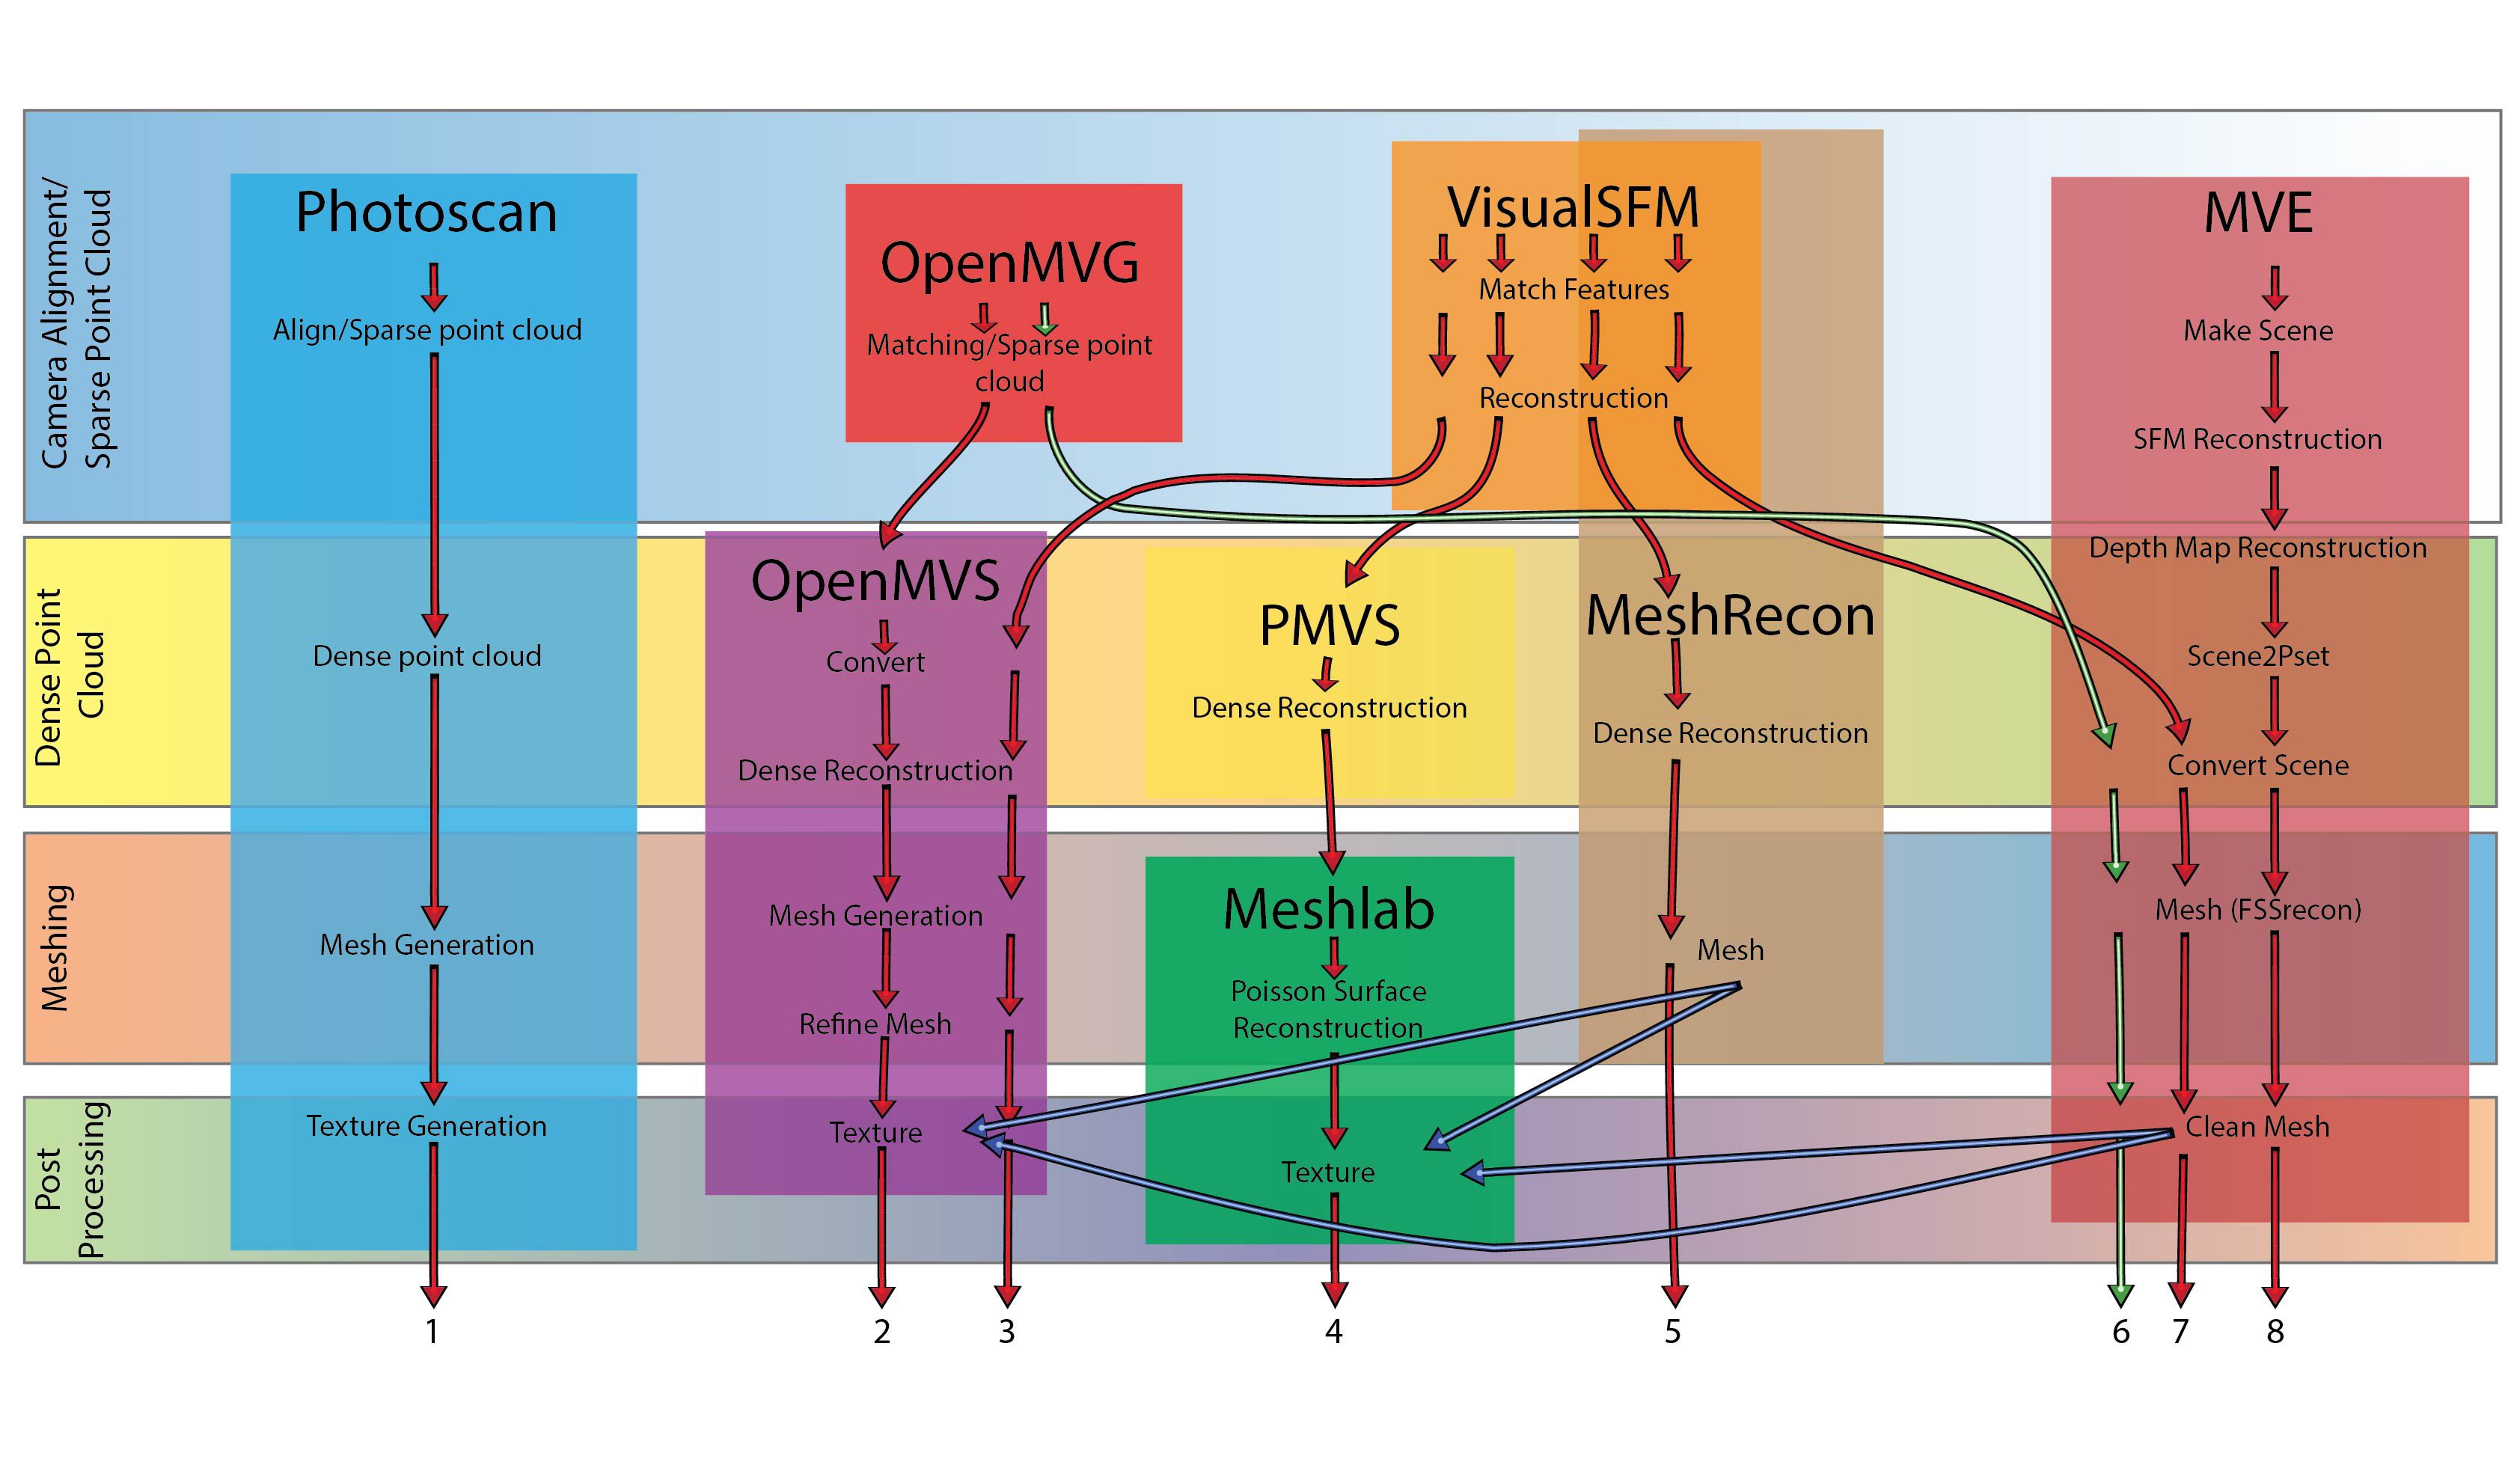 Camera Alignment/
Sparse Point Cloud
Photoscan
Align/Sparse point cloud
OpenMVG
Matching/Sparse point
cloud
VisualSFM
Match Features
Reconstruction
MVE
Make Scene
SFM Reconstruction
Dense Point
Cloud
Dense point cloud
OpenMVS
Convert
Dense Reconstruction
PMVS
Dense Reconstruction
MeshRecon
Dense Reconstruction
Depth Map Reconstruction
Scene2Pset
Convert Scene
Meshing
Mesh Generation
Mesh Generation
Refine Mesh
Meshlab
Poisson Surface
Reconstruction
Mesh
Mesh (FSSrecon)
Post
Processing
Texture Generation
Texture
Texture
Clean Mesh
1
2
3
4
5
6
7
8